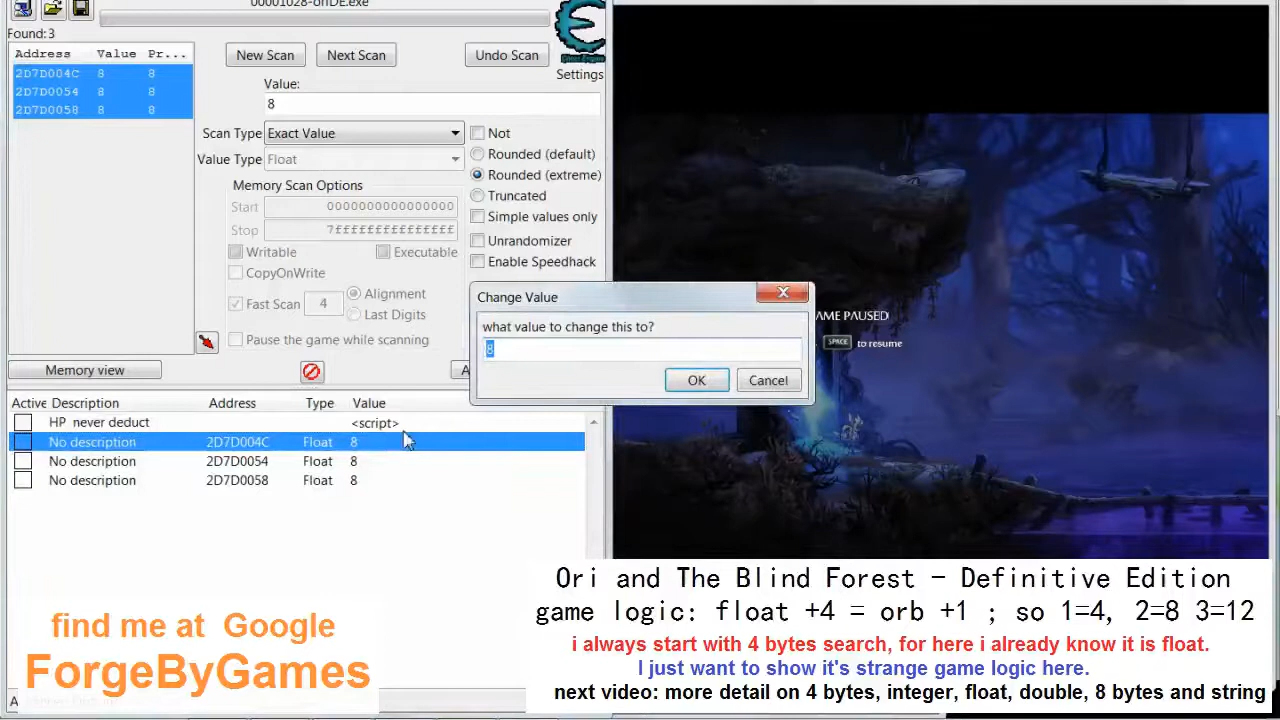 00001028-oriDE.exe
Found:3
Address Value Pr...
2D7D004C 8 8
2D7D0054 8 8
2D7D0058 8 8
New Scan Next Scan Undo Scan
Settings
Value:
8
Scan Type Exact Value
Value Type Float
Memory Scan Options
Start 0000000000000000
Stop 7fffffffffffffff
Writable Executable
CopyOnWrite
Fast Scan 4 Alignment
Last Digits
Pause the game while scanning
Not
Rounded (default)
Rounded (extreme)
Truncated
Simple values only
Unrandomizer
Enable Speedhack
Memory view
A
Change Value
what value to change this to?
8
OK Cancel
AME PAUSED
SPACE to resume
Active Description Address Type Value
HP never deduct <script>
No description 2D7D004C Float 8
No description 2D7D0054 Float 8
No description 2D7D0058 Float 8
find me at Google
ForgeByGames
Ori and The Blind Forest - Definitive Edition
game logic: float +4 = orb +1 ; so 1=4, 2=8 3=12
i always start with 4 bytes search, for here i already know it is float.
I just want to show it's strange game logic here.
next video: more detail on 4 bytes, integer, float, double, 8 bytes and string